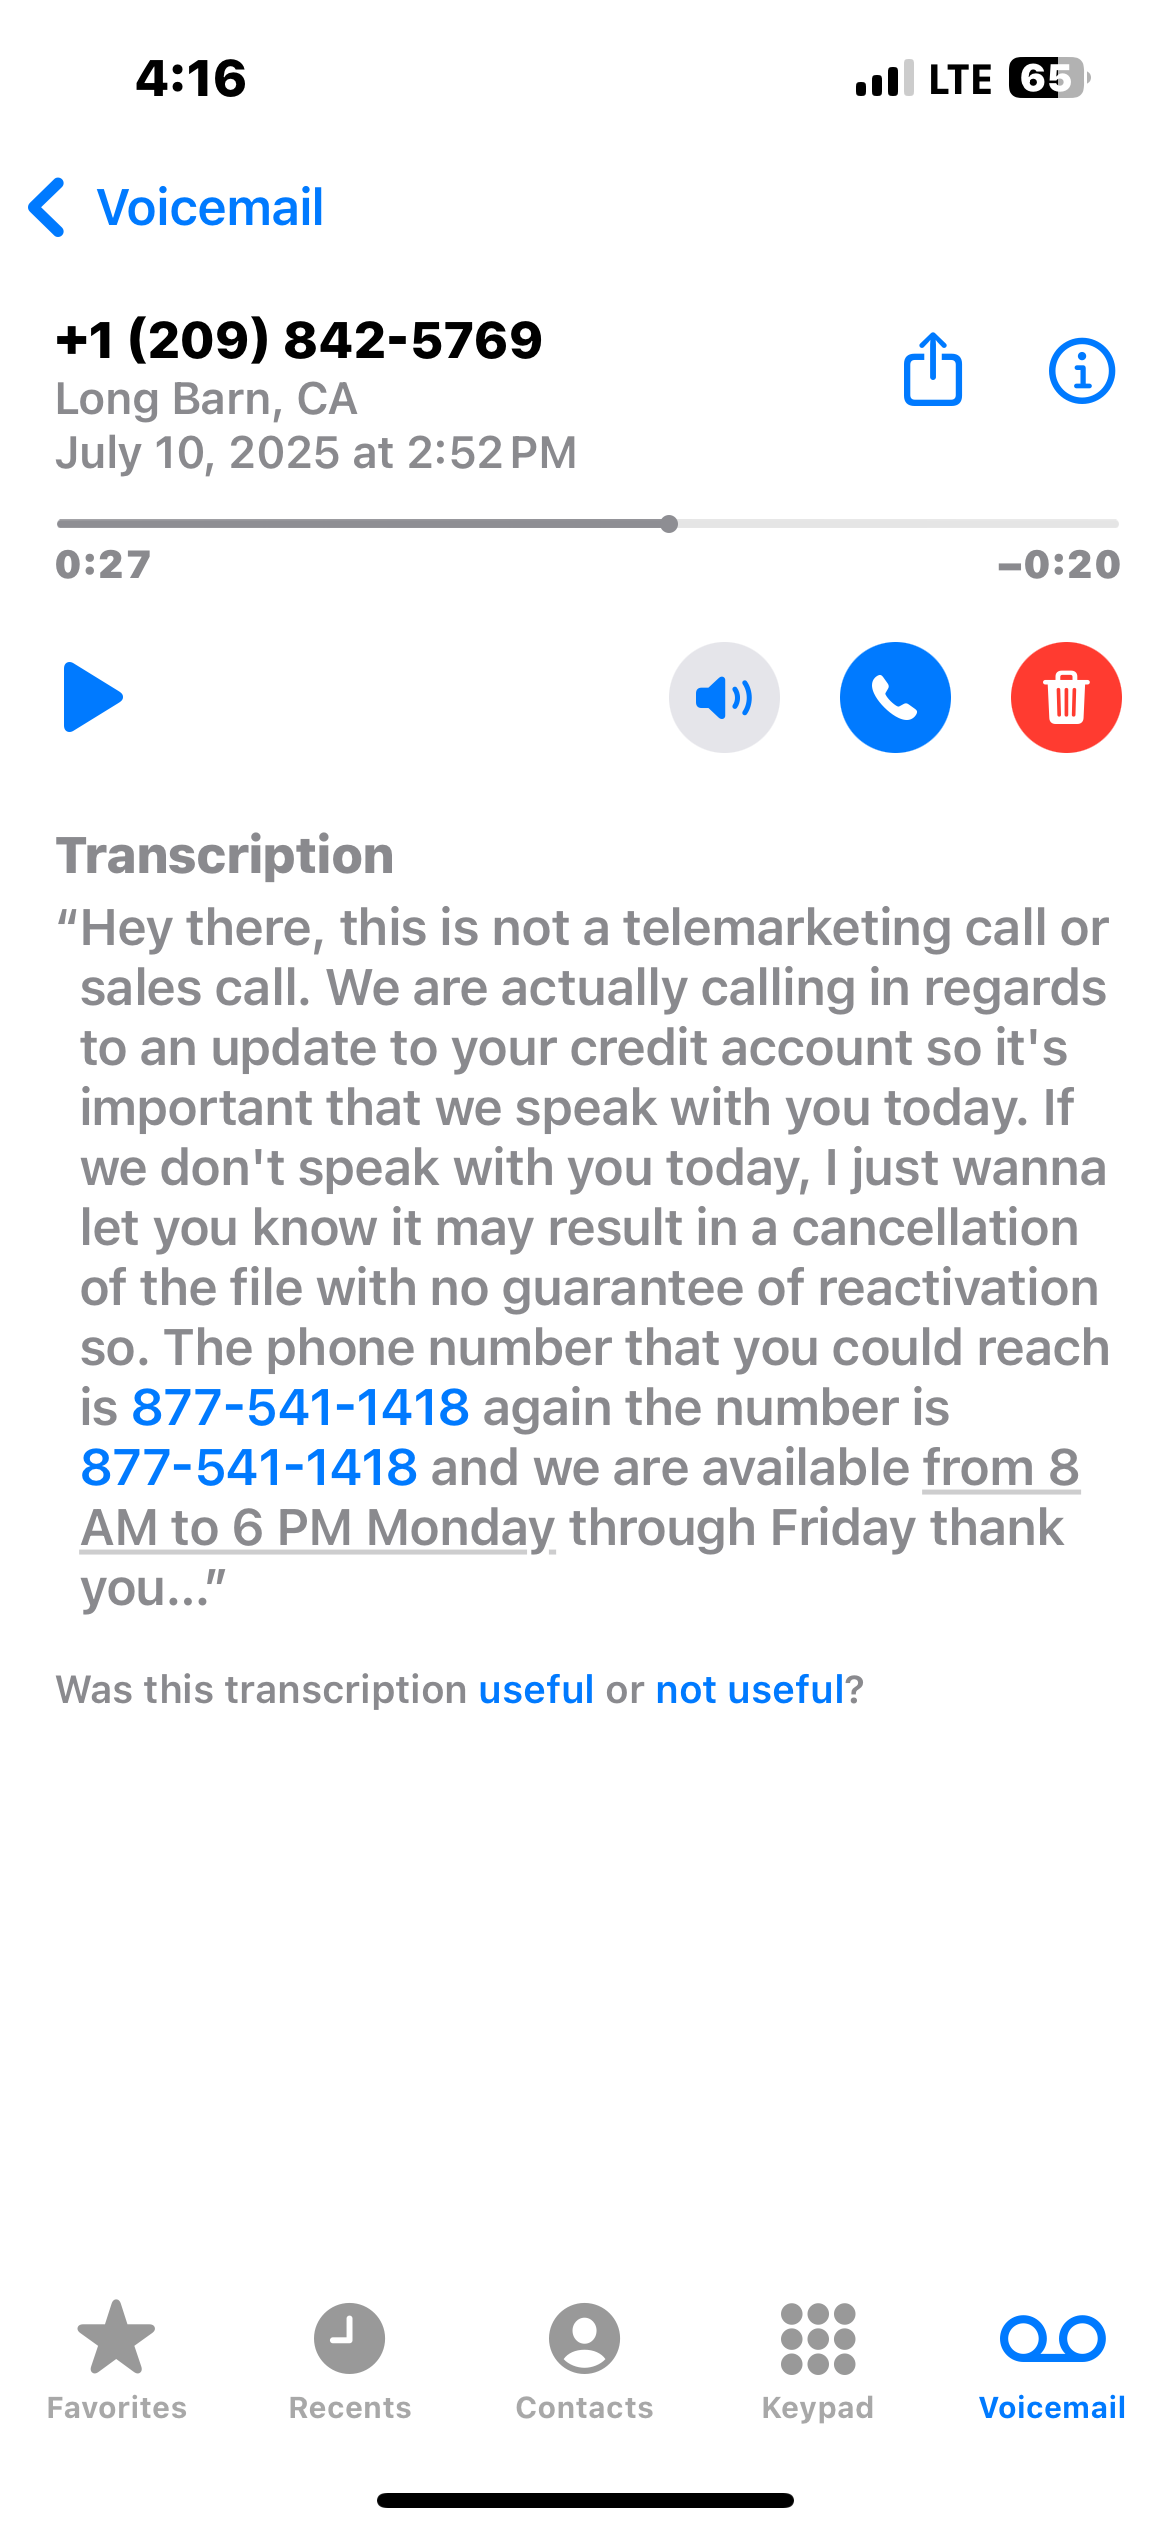 4:16
LTE 65
Voicemail
+1 (209) 842-5769
Long Barn, CA
July 10, 2025 at 2:52 PM
0:27
–0:20
Transcription
“Hey there, this is not a telemarketing call or
sales call. We are actually calling in regards
to an update to your credit account so it's
important that we speak with you today. If
we don't speak with you today, I just wanna
let you know it may result in a cancellation
of the file with no guarantee of reactivation
so. The phone number that you could reach
is 877-541-1418 again the number is
877-541-1418 and we are available from 8
AM to 6 PM Monday through Friday thank
you...”
Was this transcription useful or not useful?
Favorites
Recents
Contacts
Keypad
Voicemail